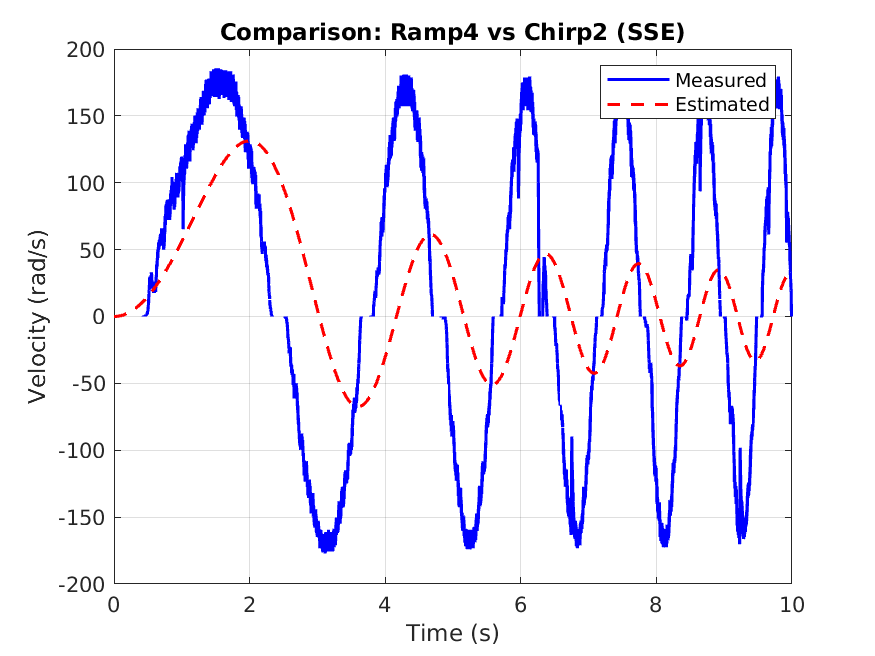 Comparison: Ramp4 vs Chirp2 (SSE)
Measured
Estimated
Velocity (rad/s)
200
150
100
50
0
-50
-100
-150
-200
0 2 4 6 8 10
Time (s)